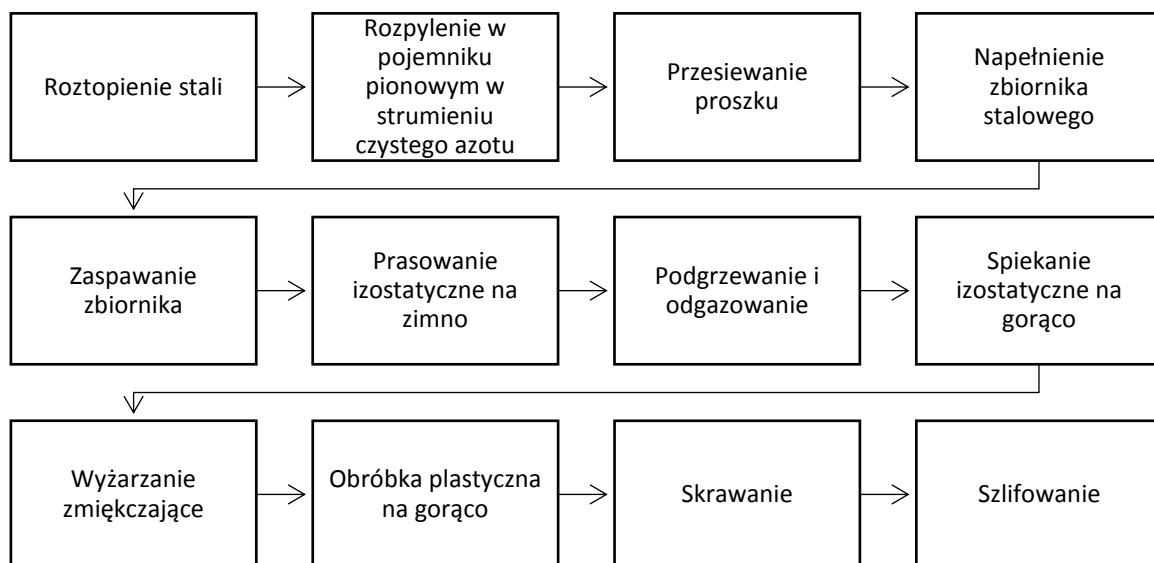 Roztopienie stali
Rozpylenie w
pojemniku
pionowym w
strumieniu
czystego azotu
Przesiewanie
proszku
Napełnienie
zbiornika
stalowego
Zaspawanie
zbiornika
Prasowanie
izostatyczne na
zimno
Podgrzewanie i
odgazowanie
Spiekanie
izostatyczne na
gorąco
Wyżarzanie
zmiękczające
Obróbka plastyczna
na gorąco
Skrawanie
Szlifowanie